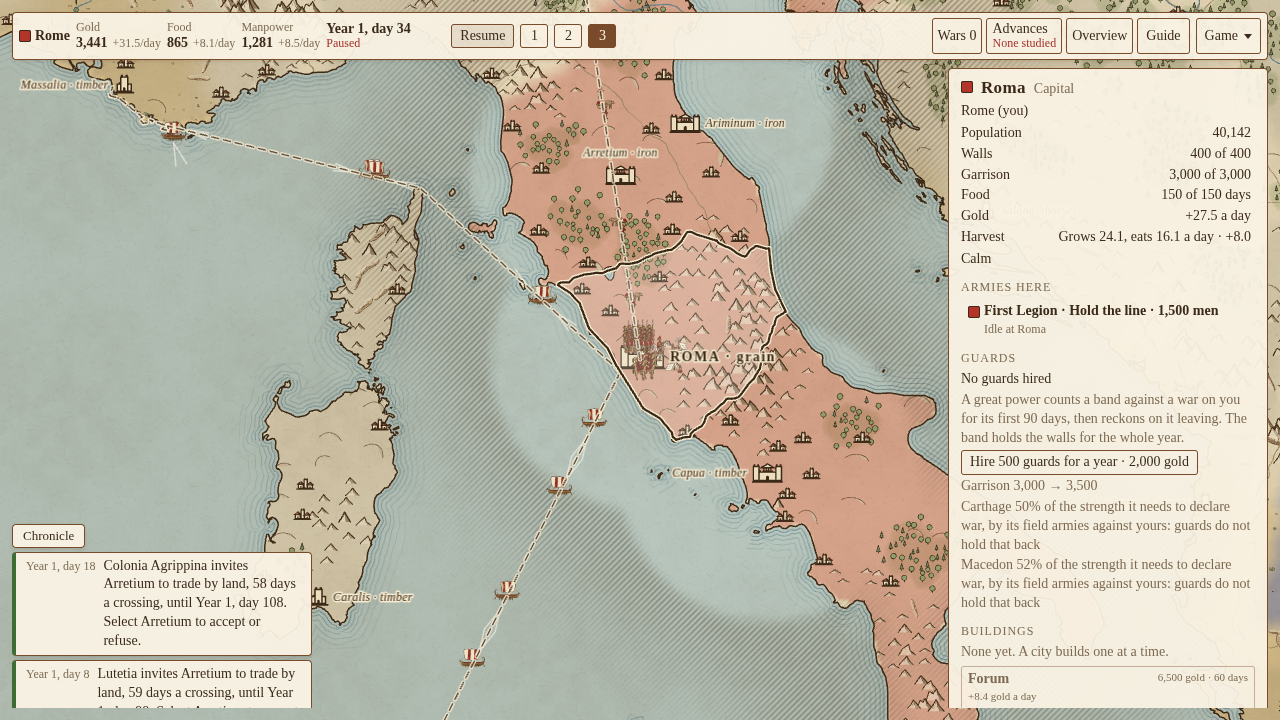 Rome
Gold
3,441 +31.5/day
Food
865 +8.1/day
Manpower
1,281 +8.5/day
Year 1, day 34
Paused
Resume
1
2
3
Wars 0
Advances
None studied
Overview
Guide
Game
Massalia · timber
Ariminum · iron
Arretium · iron
ROMA · grain
Capua · timber
Caralis · timber
Chronicle
Year 1, day 18 Colonia Agrippina invites
Arretium to trade by land, 58 days
a crossing, until Year 1, day 108.
Select Arretium to accept or
refuse.
Year 1, day 8 Lutetia invites Arretium to trade by
land, 59 days a crossing, until Year
Roma Capital
Rome (you)
Population 40,142
Walls 400 of 400
Garrison 3,000 of 3,000
Food 150 of 150 days
Gold +27.5 a day
Harvest Grows 24.1, eats 16.1 a day · +8.0
Calm
ARMIES HERE
First Legion · Hold the line · 1,500 men
Idle at Roma
GUARDS
No guards hired
A great power counts a band against a war on you
for its first 90 days, then reckons on it leaving. The
band holds the walls for the whole year.
Hire 500 guards for a year · 2,000 gold
Garrison 3,000 → 3,500
Carthage 50% of the strength it needs to declare
war, by its field armies against yours: guards do not
hold that back
Macedon 52% of the strength it needs to declare
war, by its field armies against yours: guards do not
hold that back
BUILDINGS
None yet. A city builds one at a time.
Forum 6,500 gold · 60 days
+8.4 gold a day